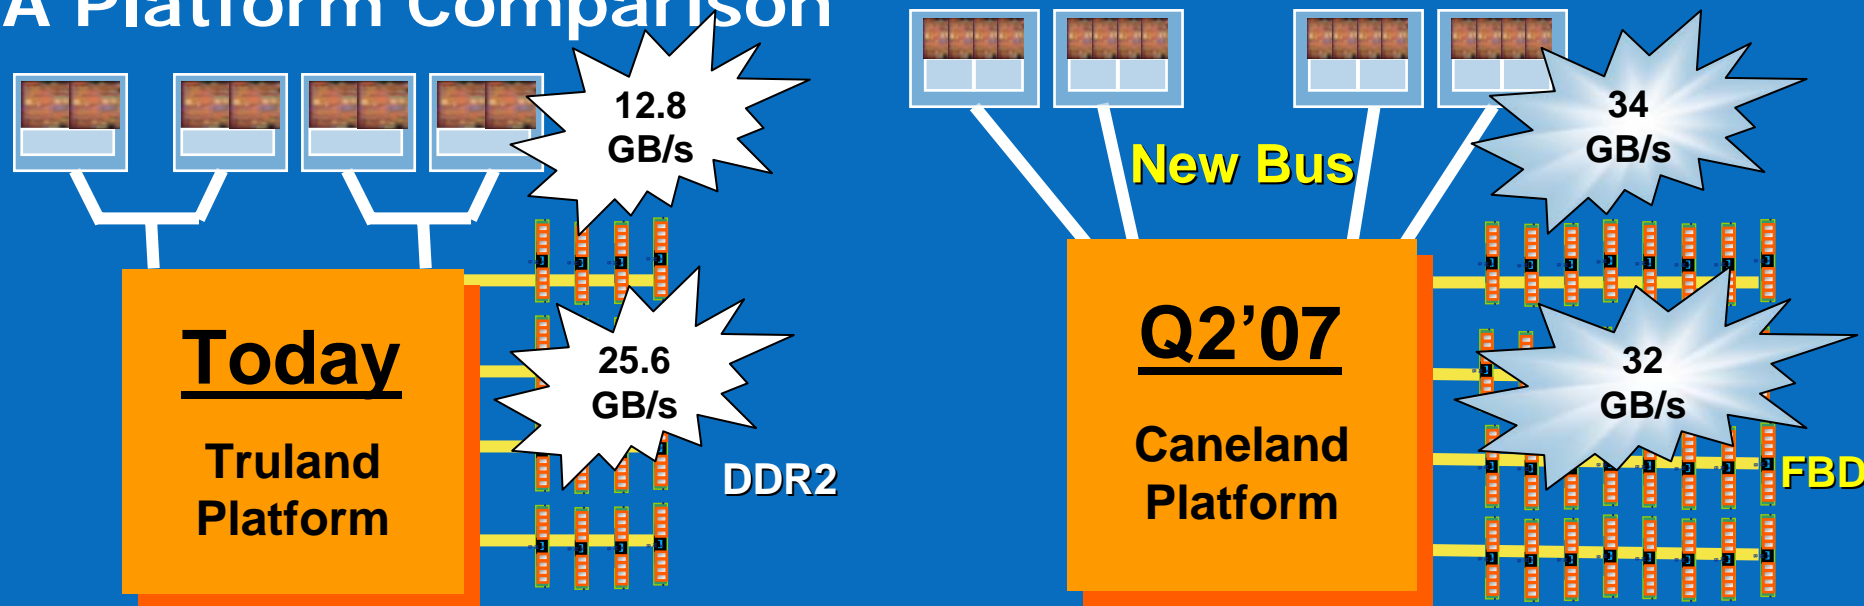 A Platform Comparison
12.8
GB/s
25.6
GB/s
Today
Truland
Platform
DDR2
New Bus
34
GB/s
32
GB/s
Q2’07
Caneland
Platform
FBD